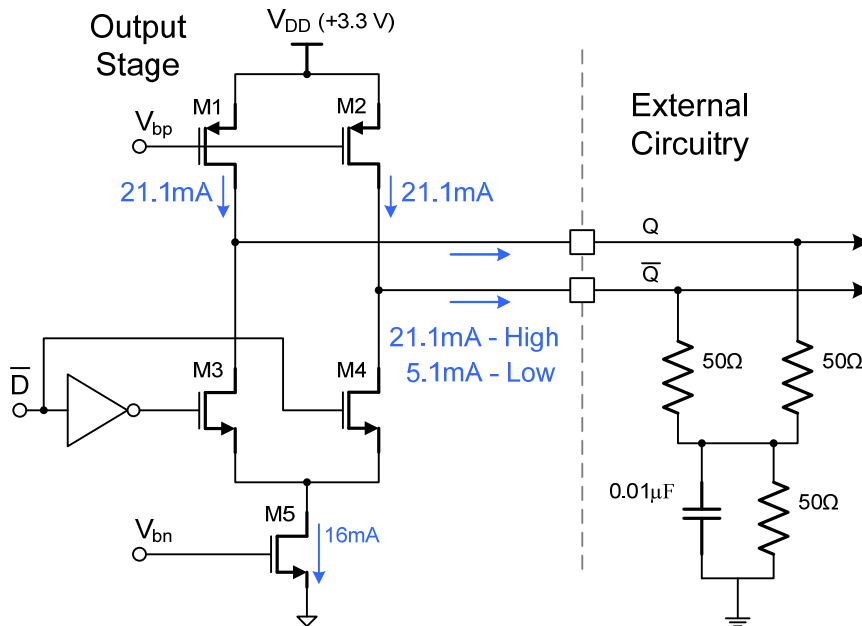 Output
Stage
V_DD (+3.3 V)
External
Circuitry
M1
M2
V_bp
21.1mA
21.1mA
Q
Q̅
21.1mA - High
5.1mA - Low
50Ω
50Ω
D̅
M3
M4
0.01µF
50Ω
M5
V_bn
16mA